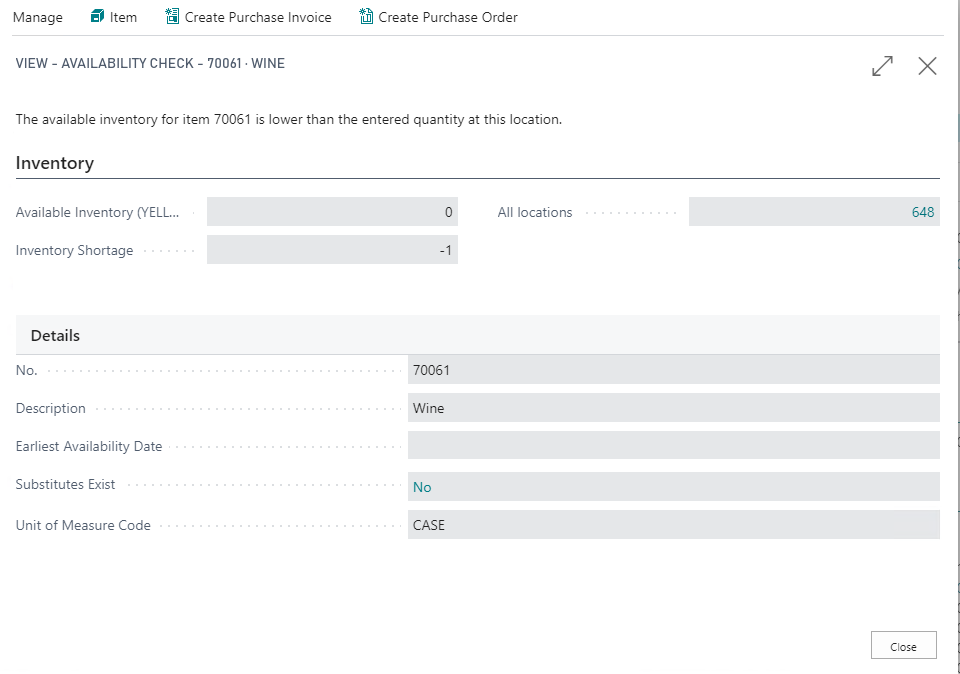 Manage Item Create Purchase Invoice Create Purchase Order
VIEW - AVAILABILITY CHECK - 70061 · WINE
The available inventory for item 70061 is lower than the entered quantity at this location.
Inventory
Available Inventory (YELL... 0 All locations 648
Inventory Shortage -1
Details
No. 70061
Description Wine
Earliest Availability Date
Substitutes Exist No
Unit of Measure Code CASE
Close